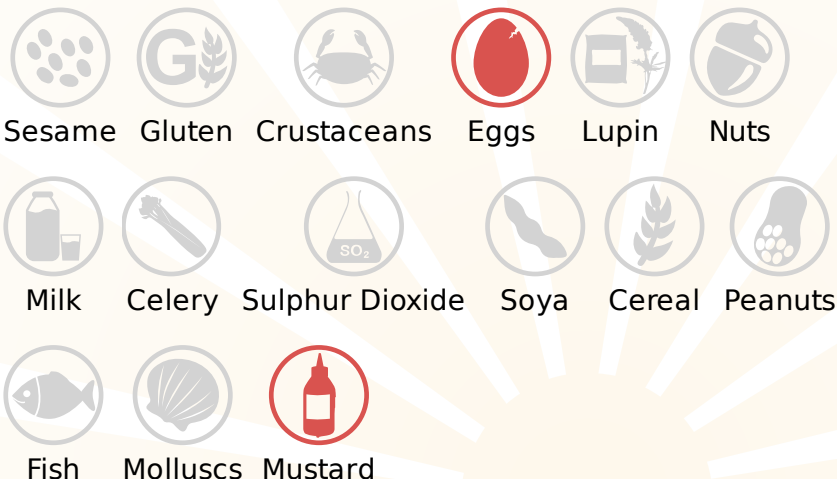 G
Sesame Gluten Crustaceans Eggs Lupin Nuts
SO₂
Milk Celery Sulphur Dioxide Soya Cereal Peanuts
Fish Molluscs Mustard